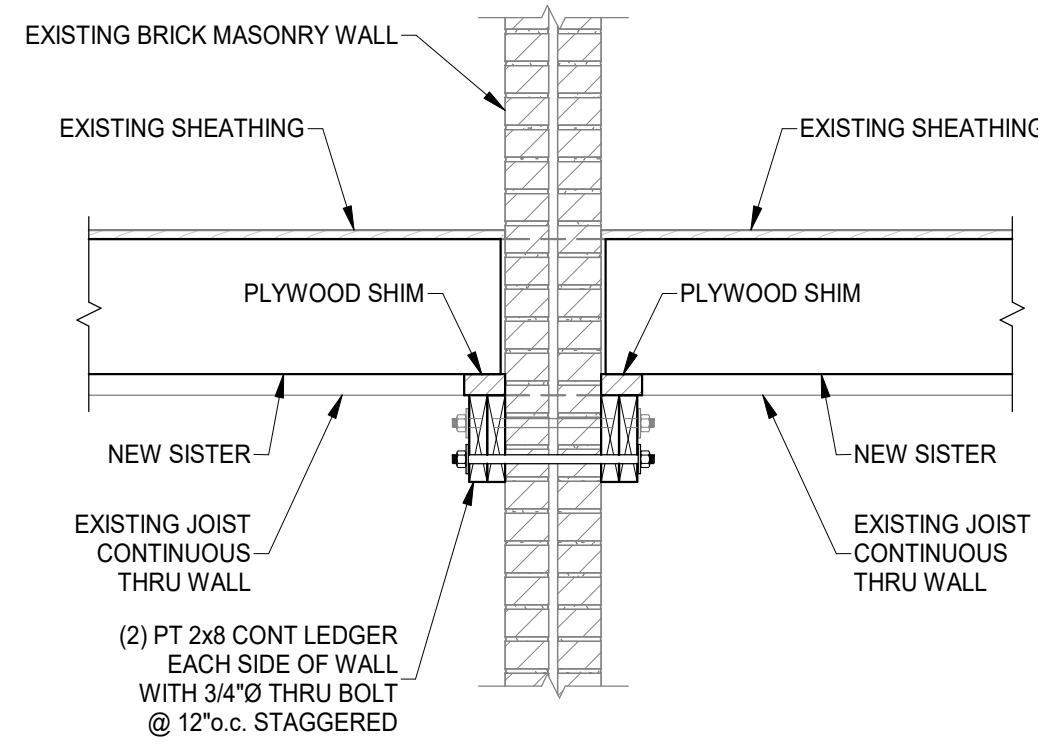 EXISTING BRICK MASONRY WALL
EXISTING SHEATHING
EXISTING SHEATHING
PLYWOOD SHIM
PLYWOOD SHIM
NEW SISTER
NEW SISTER
EXISTING JOIST
CONTINUOUS
THRU WALL
EXISTING JOIST
CONTINUOUS
THRU WALL
(2) PT 2x8 CONT LEDGER
EACH SIDE OF WALL
WITH 3/4"Ø THRU BOLT
@ 12"o.c. STAGGERED